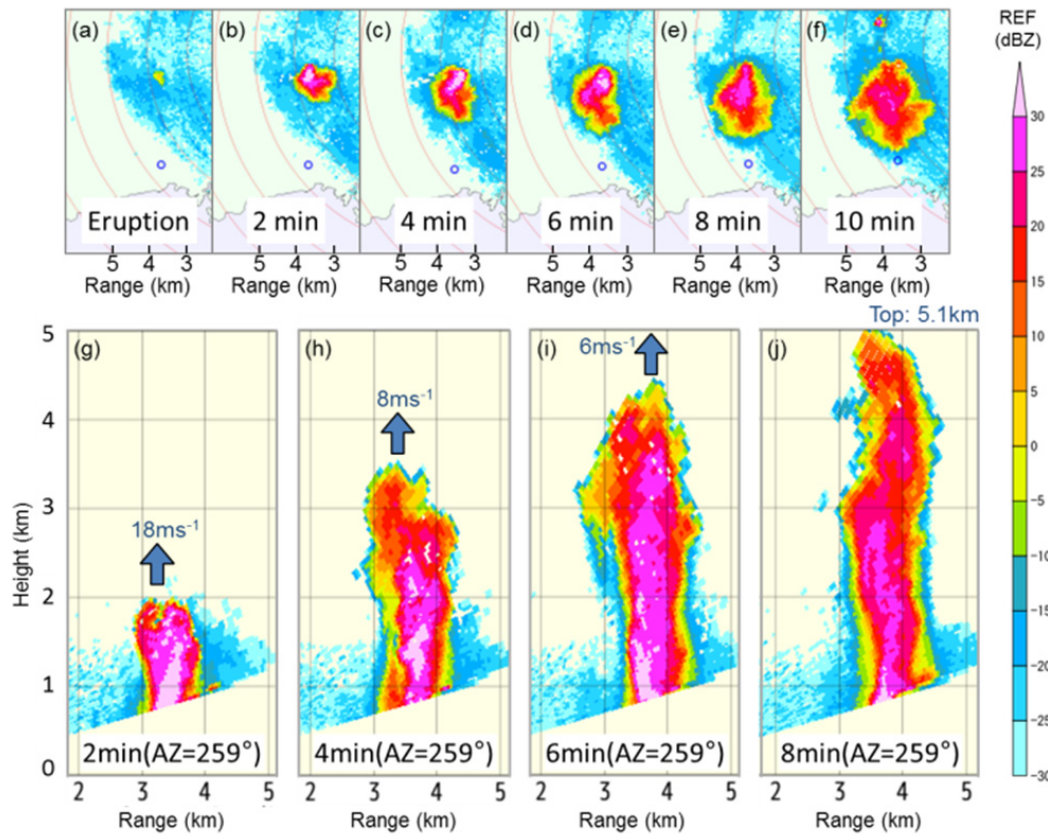 (a) (b) (c) (d) (e) (f)
REF
(dBZ)
Eruption 2 min 4 min 6 min 8 min 10 min
5 4 3 5 4 3 5 4 3 5 4 3 5 4 3 5 4 3
Range (km) Range (km) Range (km) Range (km) Range (km) Range (km)
30
25
20
15
10
5
0
-5
-10
-15
-20
-25
-30
Top: 5.1km
(g) (h) (i) (j)
18ms-1
8ms-1
6ms-1
Height (km)
5
4
3
2
1
0
2min(AZ=259°) 4min(AZ=259°) 6min(AZ=259°) 8min(AZ=259°)
2 3 4 5 2 3 4 5 2 3 4 5 2 3 4 5
Range (km) Range (km) Range (km) Range (km)